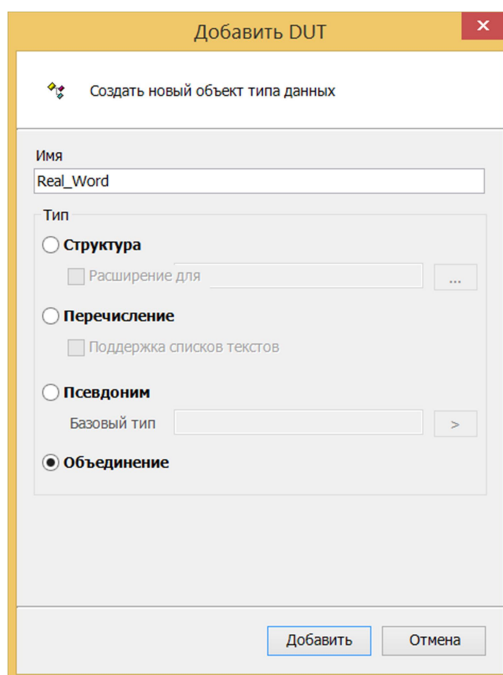 Добавить DUT
Создать новый объект типа данных
Имя
Real_Word
Тип
Структура
Расширение для
...
Перечисление
Поддержка списков текстов
Псевдоним
Базовый тип
>
Объединение
Добавить
Отмена